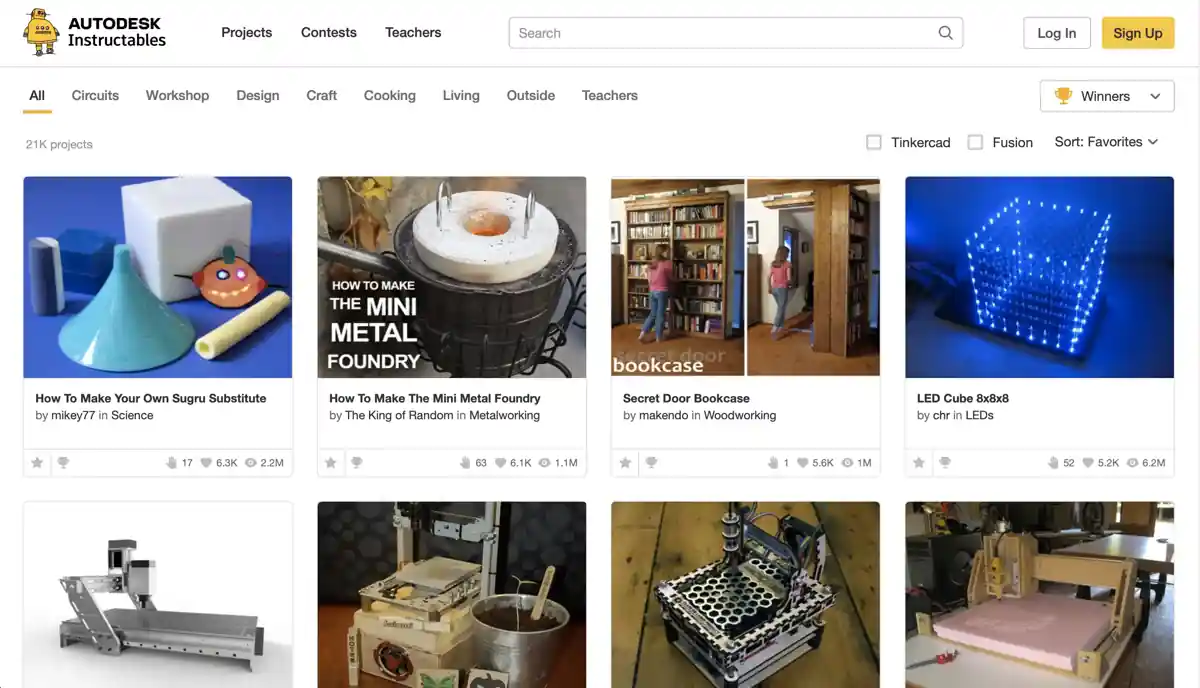 AUTODESK
Instructables
Projects
Contests
Teachers
Search
Log In
Sign Up
All
Circuits
Workshop
Design
Craft
Cooking
Living
Outside
Teachers
Winners
21K projects
Tinkercad
Fusion
Sort: Favorites
HOW TO MAKE
THE MINI
METAL
FOUNDRY
secret door
bookcase
How To Make Your Own Sugru Substitute
by mikey77 in Science
17
6.3K
2.2M
How To Make The Mini Metal Foundry
by The King of Random in Metalworking
63
6.1K
1.1M
Secret Door Bookcase
by makendo in Woodworking
1
5.6K
1M
LED Cube 8x8x8
by chr in LEDs
52
5.2K
6.2M